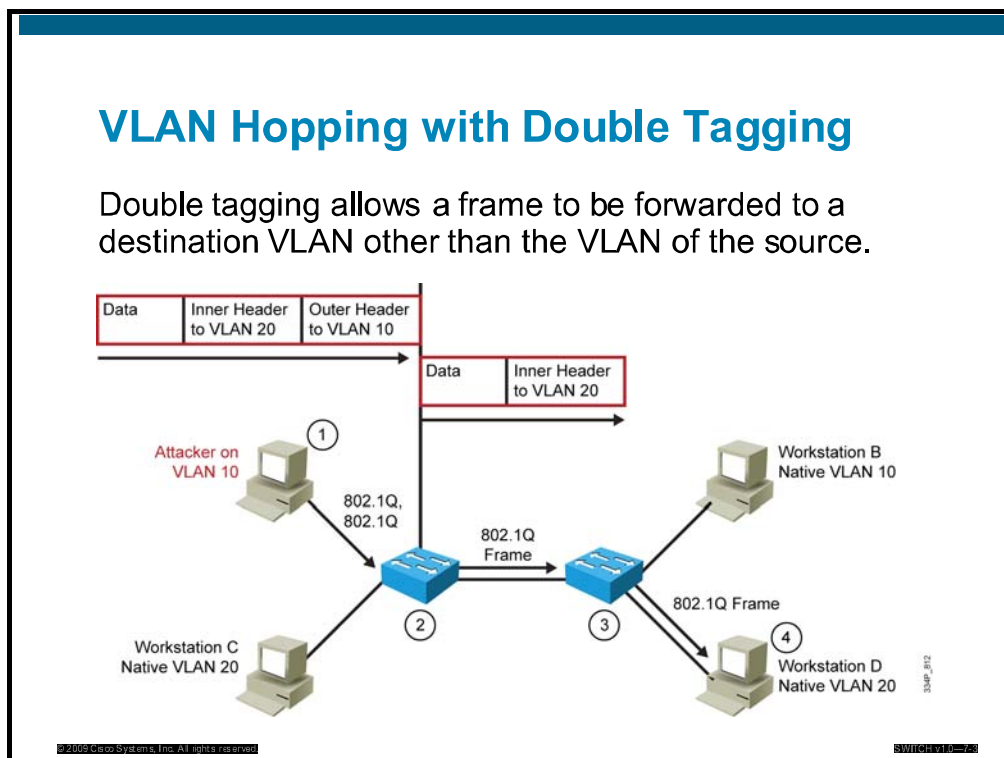 VLAN Hopping with Double Tagging
Double tagging allows a frame to be forwarded to a
destination VLAN other than the VLAN of the source.
Data
Inner Header
to VLAN 20
Outer Header
to VLAN 10
Data
Inner Header
to VLAN 20
1
Attacker on
VLAN 10
802.1Q,
802.1Q
802.1Q
Frame
Workstation B
Native VLAN 10
2
3
802.1Q Frame
4
Workstation C
Native VLAN 20
Workstation D
Native VLAN 20
334P_812
© 2009 Cisco Systems, Inc. All rights reserved.
SWITCH v1.0—7-3